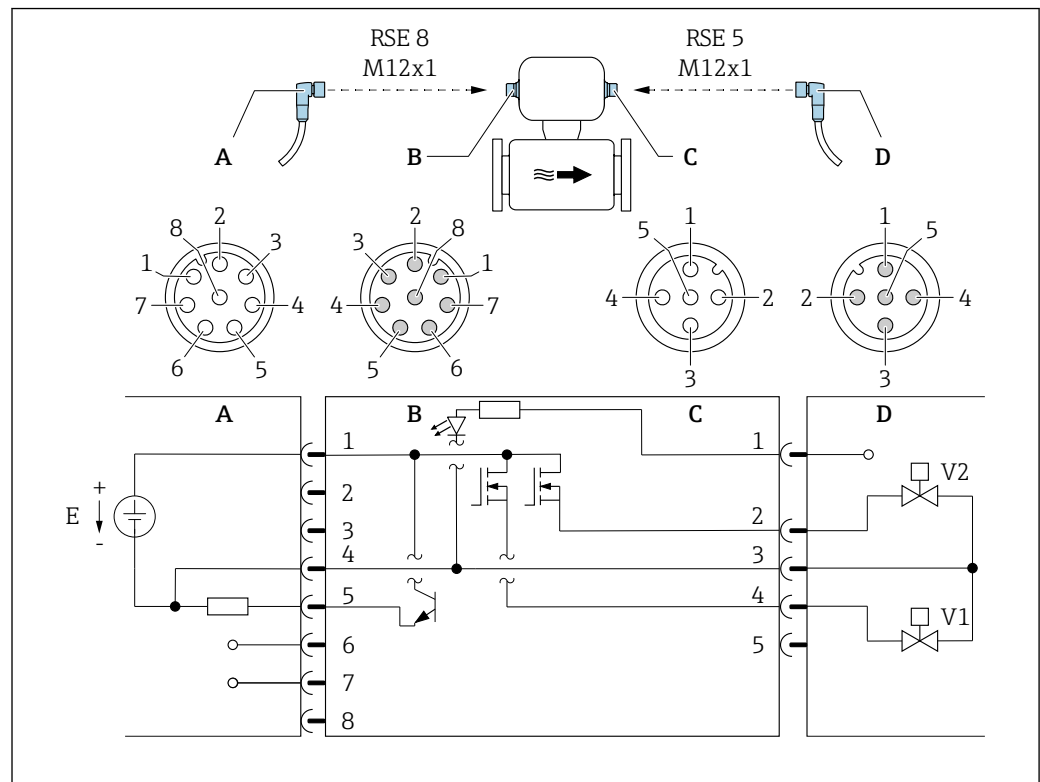 RSE 8 RSE 5
M12x1 M12x1
A B C D
2 2 1 1
8 3 3 8 5 5
1 1
7 4 4 7 4 2 2 4
6 5 5 6 3 3
A B C D
1 1
E + 2 V2
- 3 2
4 3
5 4
6 V1
7 5
8